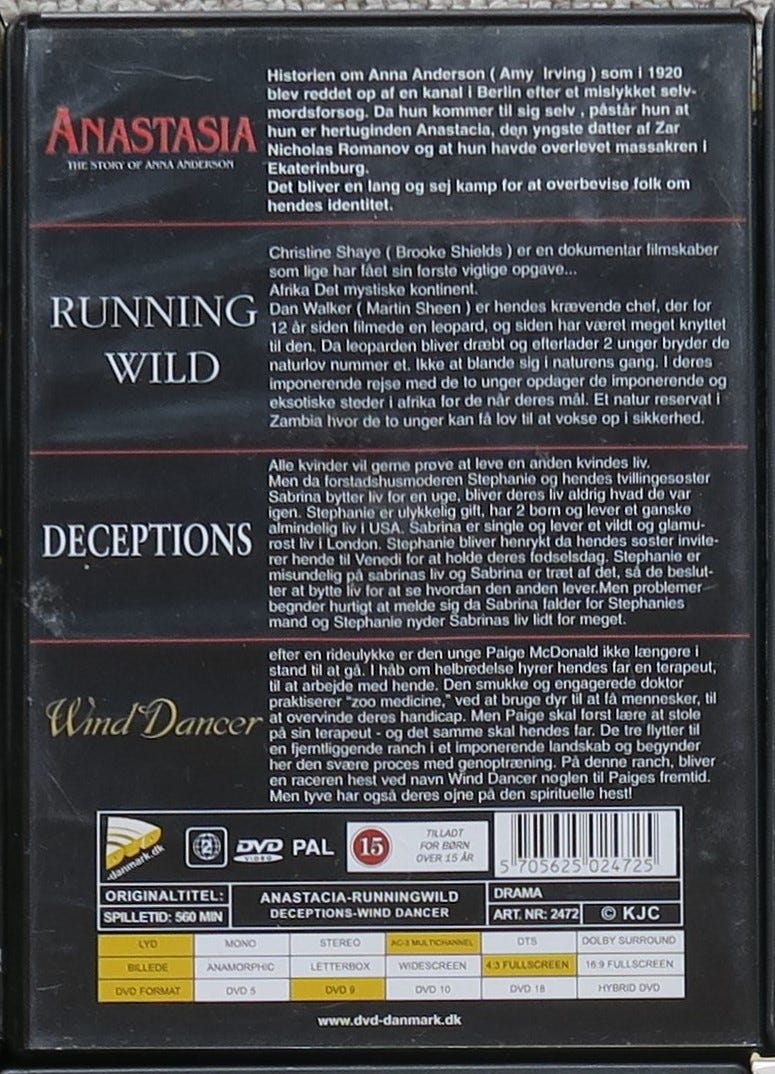 ANASTASIA
THE STORY OF ANNA ANDERSON
Historien om Anna Anderson ( Amy Irving ) som i 1920
blev reddet op af en kanal i Berlin efter et mislykket selv-
mordsforsøg. Da hun kommer til sig selv , påstår hun at
hun er hertuginden Anastacia, den yngste datter af Zar
Nicholas Romanov og at hun havde overlevet massakren i
Ekaterinburg.
Det bliver en lang og sej kamp for at overbevise folk om
hendes identitet.
RUNNING
WILD
Christine Shaye ( Brooke Shields ) er en dokumentar filmskaber
som lige har fået sin første vigtige opgave...
Afrika Det mystiske kontinent.
Dan Walker ( Martin Sheen ) er hendes krævende chef, der for
12 år siden filmede en leopard, og siden har været meget knyttet
til den. Da leoparden bliver dræbt og efterlader 2 unger bryder de
naturlov nummer et. Ikke at blande sig i naturens gang. I deres
imponerende rejse med de to unger opdager de imponerende og
eksotiske steder i afrika før de når deres mål. Et natur reservat i
Zambia hvor de to unger kan få lov til at vokse op i sikkerhed.
DECEPTIONS
Alle kvinder vil gerne prøve at leve en anden kvindes liv.
Men da forstadshusmoderen Stephanie og hendes tvillingesøster
Sabrina bytter liv for en uge, bliver deres liv aldrig hvad de var
igen. Stephanie er ulykkelig gift, har 2 børn og lever et ganske
almindelig liv i USA. Sabrina er single og lever et vildt og glamu-
røst liv i London. Stephanie bliver henrykt da hendes søster invite-
rer hende til Venedi for at holde deres fødselsdag. Stephanie er
misundelig på sabrinas liv og Sabrina er træt af det, så de beslut-
ter at bytte liv for at se hvordan den anden lever.Men problemer
begnder hurtigt at melde sig da Sabrina falder for Stephanies
mand og Stephanie nyder Sabrinas liv lidt for meget.
Wind Dancer
efter en rideulykke er den unge Paige McDonald ikke længere i
stand til at gå. I håb om helbredelse hyrer hendes far en terapeut,
til at arbejde med hende. Den smukke og engagerede doktor
praktiserer "zoo medicine," ved at bruge dyr til at få mennesker, til
at overvinde deres handicap. Men Paige skal først lære at stole
på sin terapeut - og det samme skal hendes far. De tre flytter til
en fjerntliggende ranch i et imponerende landskab og begynder
her den svære proces med genoptræning. På denne ranch, bliver
en raceren hest ved navn Wind Dancer nøglen til Paiges fremtid.
Men tyve har også deres øjne på den spirituelle hest!
DVD
-danmark.dk
2
DVD
VIDEO
PAL
15
TILLADT
FOR BØRN
OVER 15 ÅR
5 705625 024725
ORIGINALTITEL:
SPILLETID: 560 MIN
ANASTACIA-RUNNINGWILD
DECEPTIONS-WIND DANCER
DRAMA
ART. NR: 2472
© KJC
LYD MONO STEREO AC-3 MULTICHANNEL DTS DOLBY SURROUND
BILLEDE ANAMORPHIC LETTERBOX WIDESCREEN 4:3 FULLSCREEN 16:9 FULLSCREEN
DVD FORMAT DVD 5 DVD 9 DVD 10 DVD 18 HYBRID DVD
www.dvd-danmark.dk